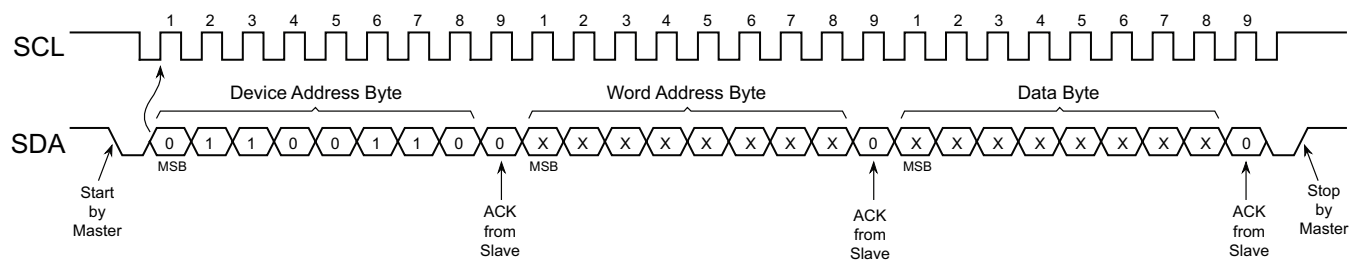 1 2 3 4 5 6 7 8 9 1 2 3 4 5 6 7 8 9 1 2 3 4 5 6 7 8 9
SCL
Device Address Byte Word Address Byte Data Byte
SDA 0 1 1 0 0 1 1 0 0 X X X X X X X X 0 X X X X X X X X 0
MSB MSB MSB
Start
by
Master
ACK
from
Slave
ACK
from
Slave
ACK
from
Slave
Stop
by
Master